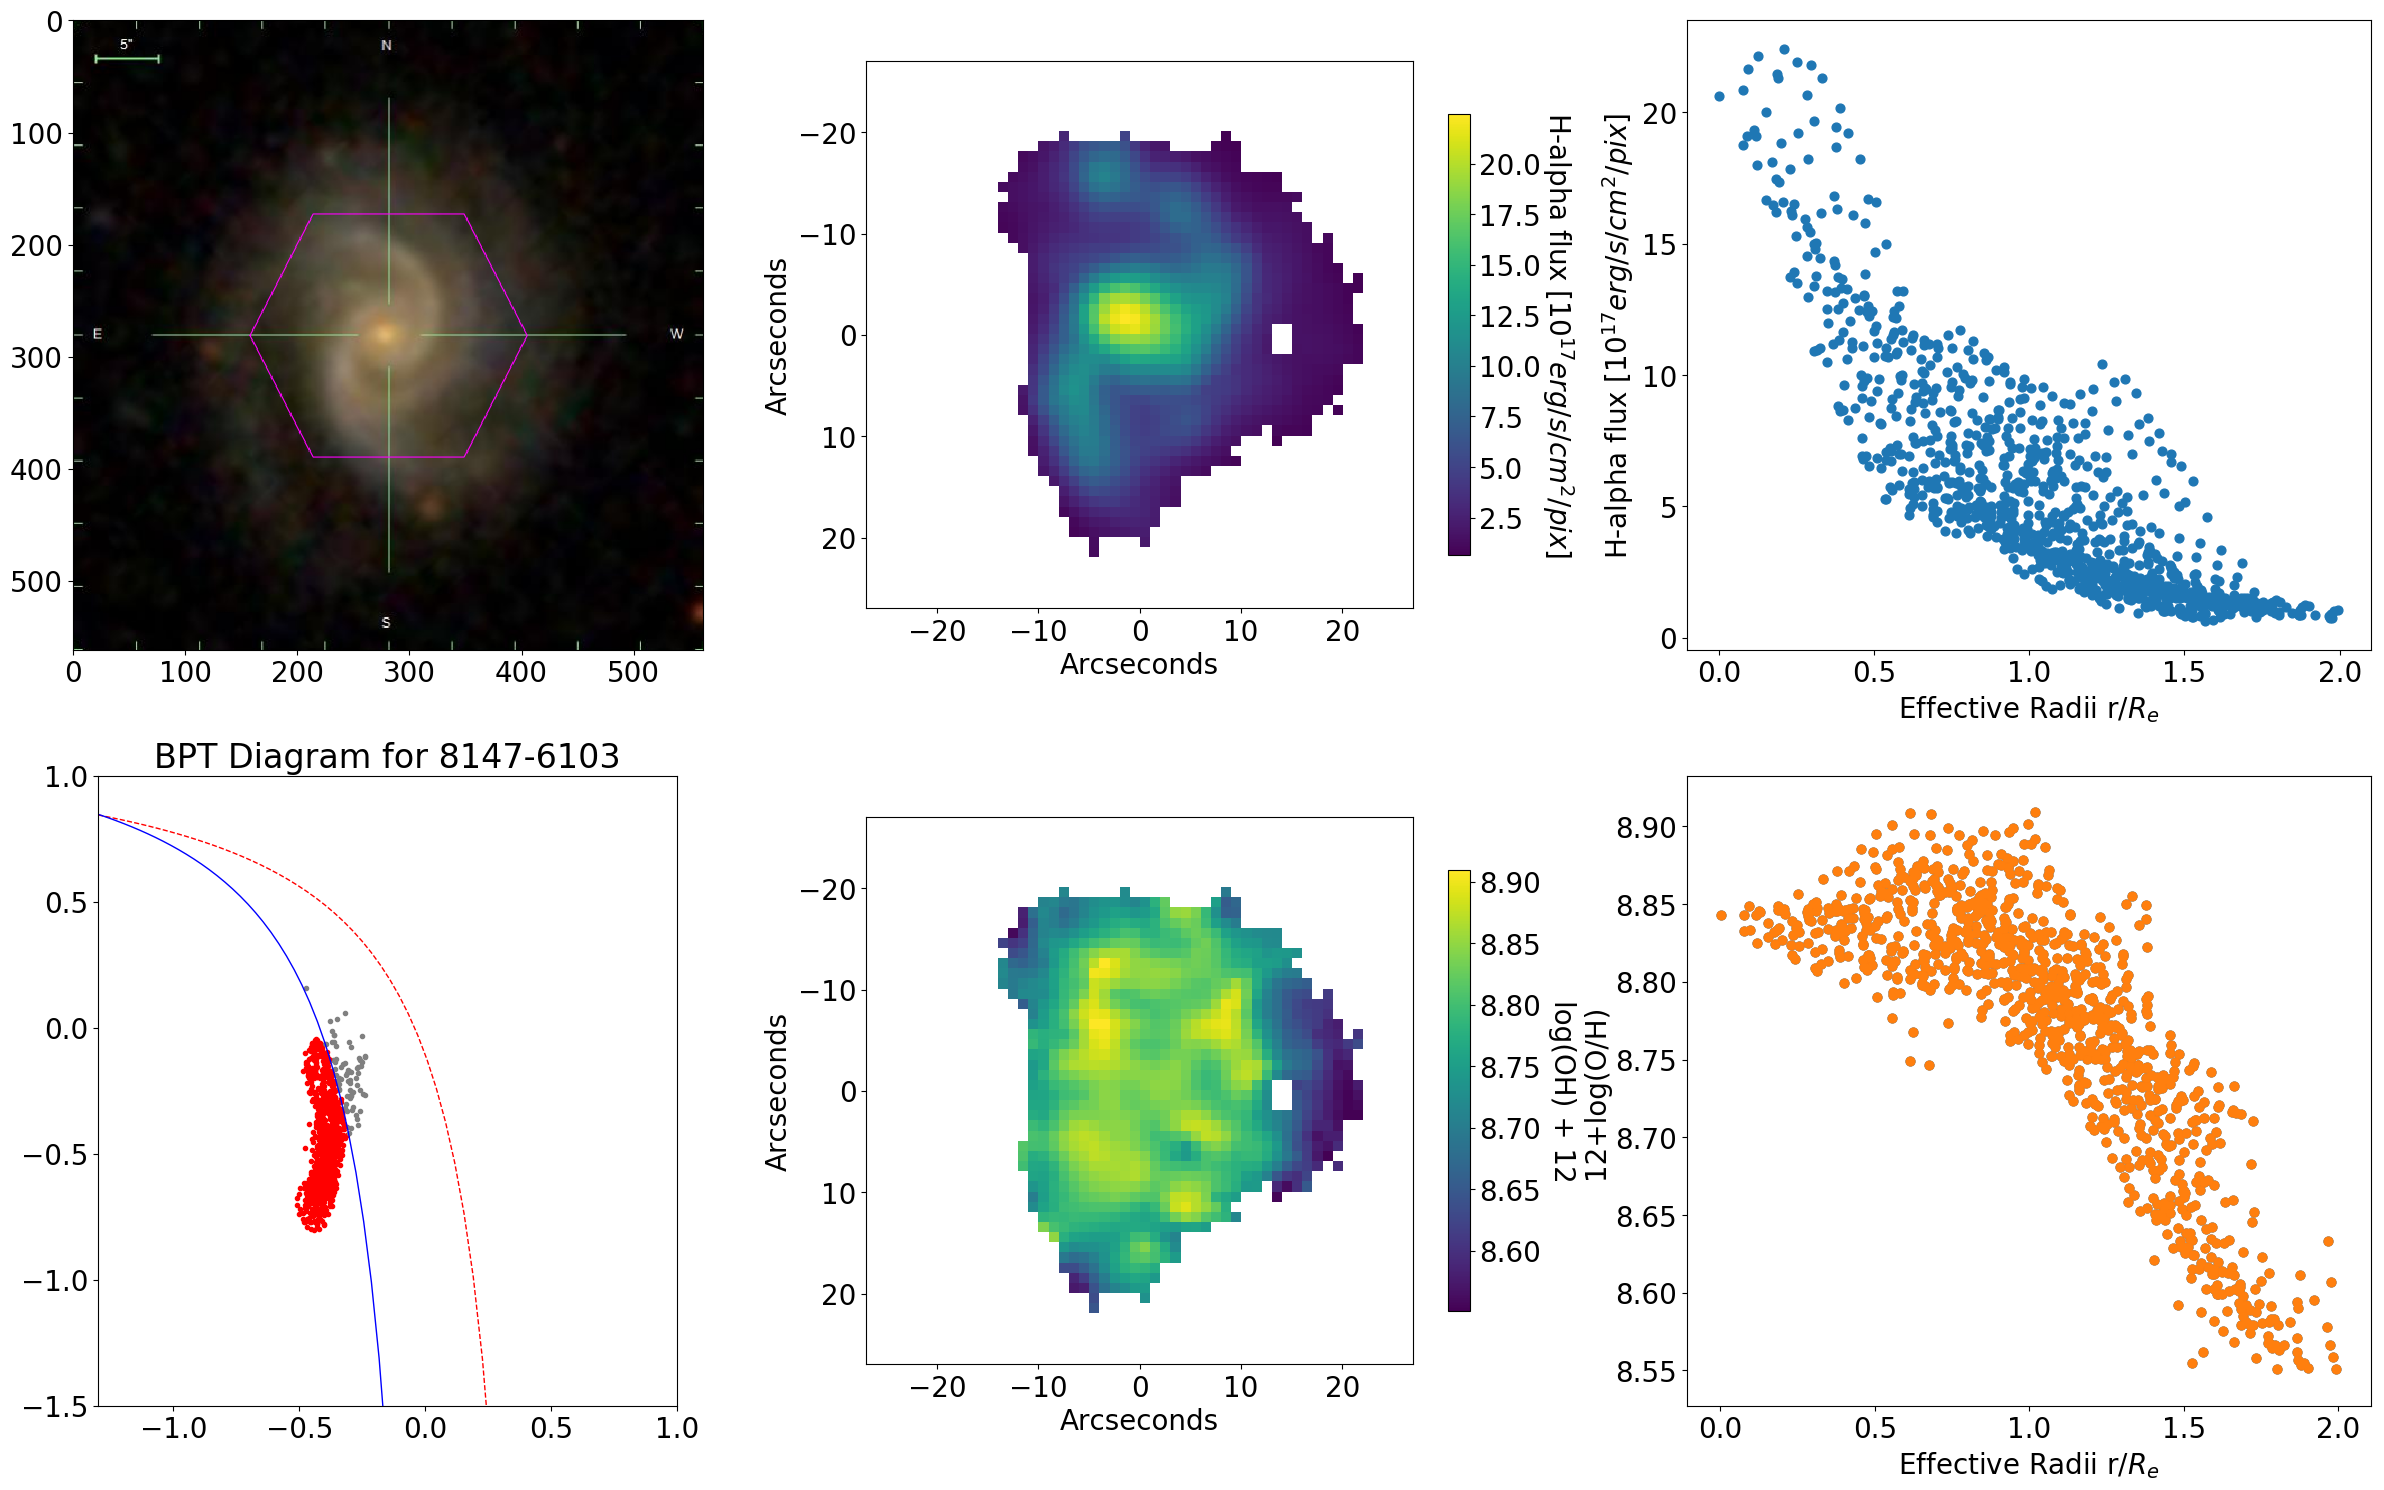 5"
N
E
W
S
0
100
200
300
400
500
0 100 200 300 400 500
−20
−10
0
10
20
−20 −10 0 10 20
Arcseconds
Arcseconds
20.0
17.5
15.0
12.5
10.0
7.5
5.0
2.5
H-alpha flux [10^17 erg/s/cm^2/pix]
H-alpha flux [10^17 erg/s/cm^2/pix]
20
15
10
5
0
0.0 0.5 1.0 1.5 2.0
Effective Radii r/R_e
BPT Diagram for 8147-6103
1.0
0.5
0.0
−0.5
−1.0
−1.5
−1.0 −0.5 0.0 0.5 1.0
−20
−10
0
10
20
−20 −10 0 10 20
Arcseconds
Arcseconds
8.90
8.85
8.80
8.75
8.70
8.65
8.60
log(OH) + 12
12+log(O/H)
8.90
8.85
8.80
8.75
8.70
8.65
8.60
8.55
0.0 0.5 1.0 1.5 2.0
Effective Radii r/R_e